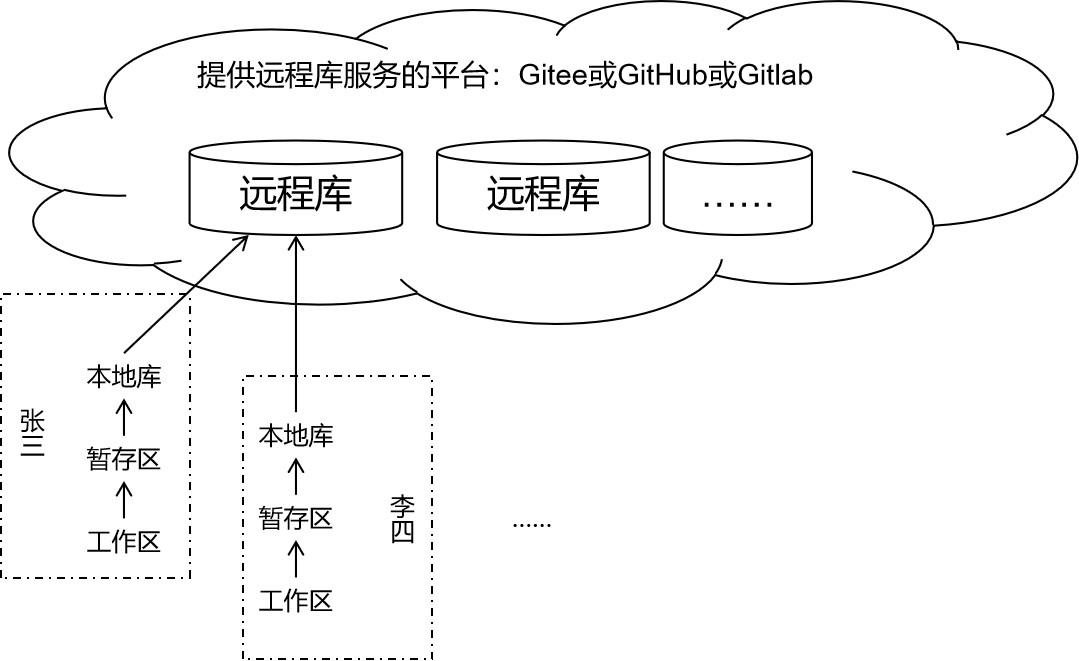 提供远程库服务的平台：Gitee或GitHub或Gitlab
远程库
远程库
……
张三
本地库
暂存区
工作区
李四
本地库
暂存区
工作区
……